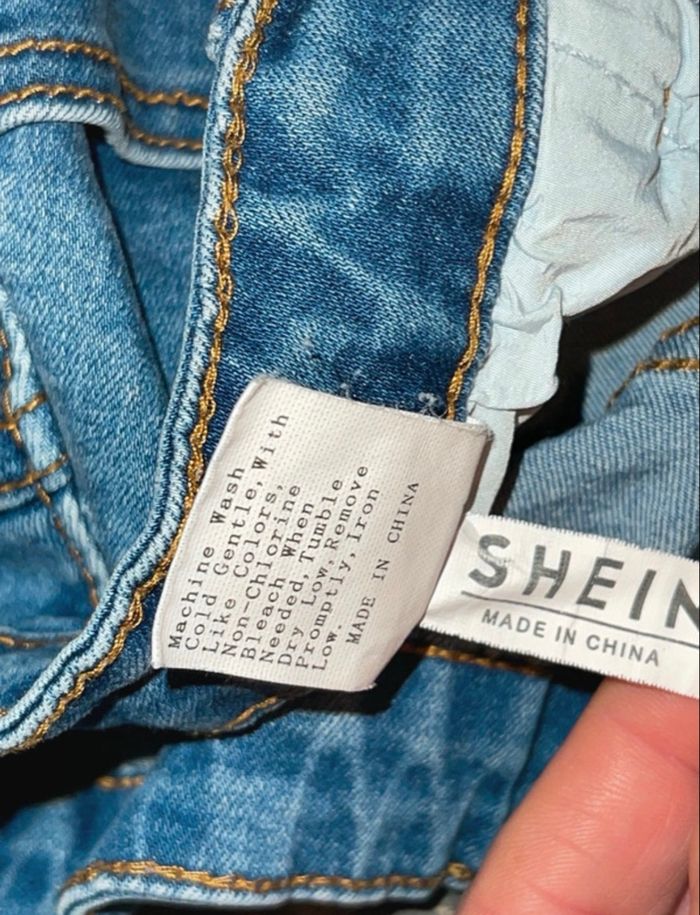 Machine Wash
Cold Gentle, With
Like Colors,
Non-Chlorine
Bleach When
Needed, Tumble
Dry Low, Remove
Promptly, Iron
Low.
MADE IN CHINA
SHEIN
MADE IN CHINA